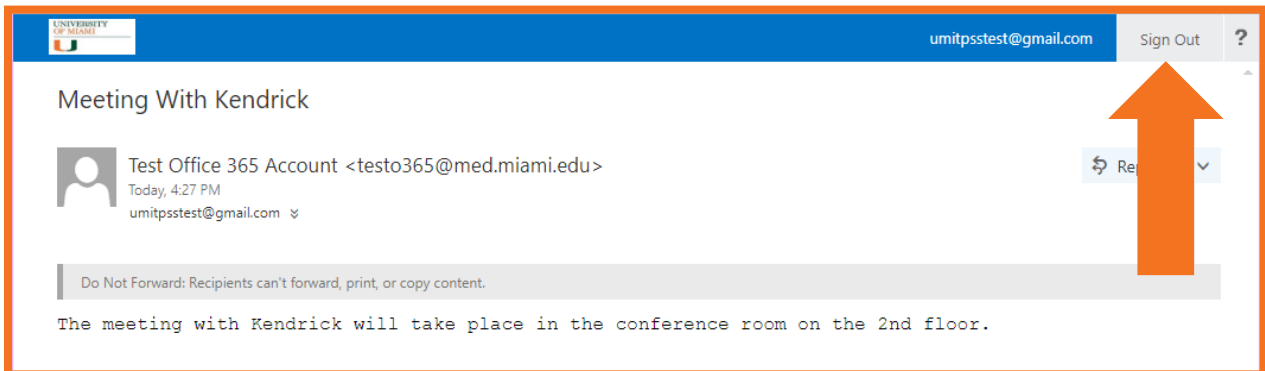 UNIVERSITY
OF MIAMI
umitpsstest@gmail.com Sign Out ?
Meeting With Kendrick
Test Office 365 Account <testo365@med.miami.edu>
Today, 4:27 PM
umitpsstest@gmail.com
Do Not Forward: Recipients can't forward, print, or copy content.
The meeting with Kendrick will take place in the conference room on the 2nd floor.